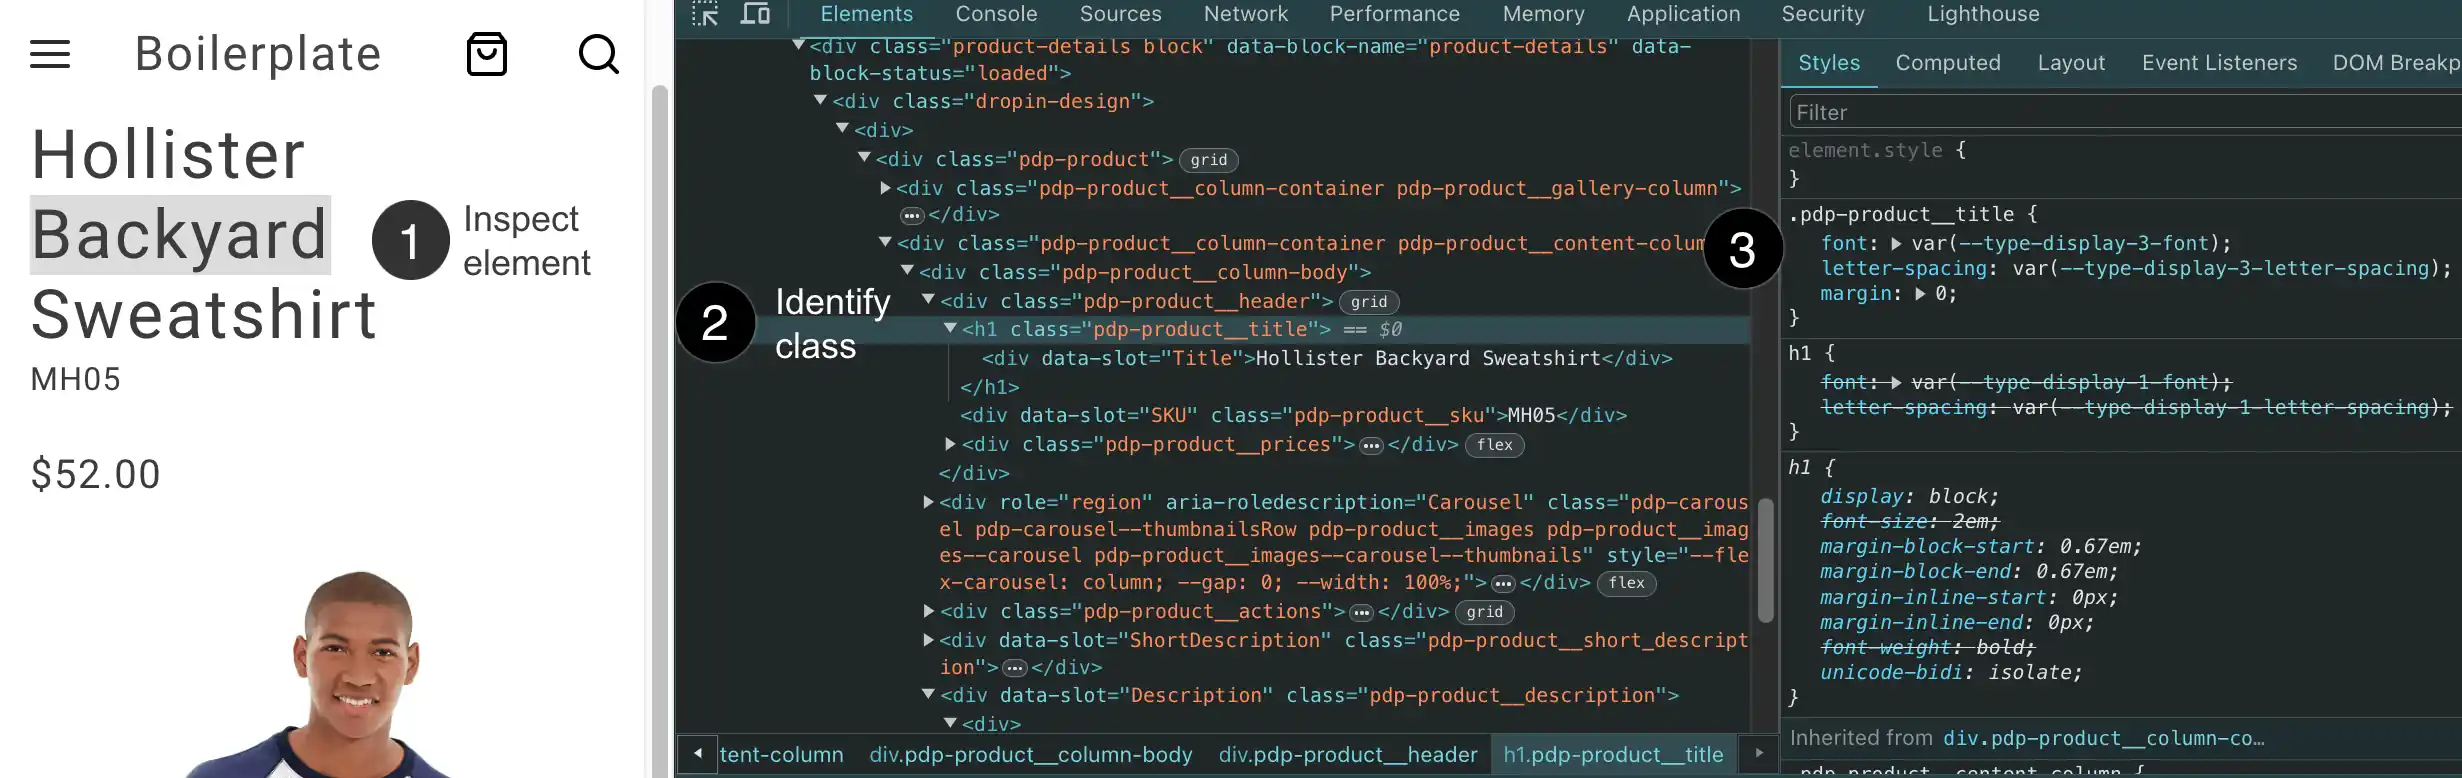 Boilerplate
Hollister
Backyard
Sweatshirt
MH05
$52.00
1
Inspect
element
2
Identify
class
3
Elements Console Sources Network Performance Memory Application Security Lighthouse
<div class="product-details block" data-block-name="product-details" data-
block-status="loaded">
<div class="dropin-design">
<div>
<div class="pdp-product"> grid
<div class="pdp-product__column-container pdp-product__gallery-column">
… </div>
<div class="pdp-product__column-container pdp-product__content-colum
<div class="pdp-product__column-body">
<div class="pdp-product__header"> grid
<h1 class="pdp-product__title"> == $0
<div data-slot="Title">Hollister Backyard Sweatshirt</div>
</h1>
<div data-slot="SKU" class="pdp-product__sku">MH05</div>
<div class="pdp-product__prices"> … </div> flex
</div>
<div role="region" aria-roledescription="Carousel" class="pdp-carous
el pdp-carousel--thumbnailsRow pdp-product__images pdp-product__imag
es--carousel pdp-product__images--carousel--thumbnails" style="--fle
x-carousel: column; --gap: 0; --width: 100%;"> … </div> flex
<div class="pdp-product__actions"> … </div> grid
<div data-slot="ShortDescription" class="pdp-product__short_descript
ion"> … </div>
<div data-slot="Description" class="pdp-product__description">
<div>
tent-column div.pdp-product__column-body div.pdp-product__header h1.pdp-product__title
Styles Computed Layout Event Listeners DOM Breakp
Filter
element.style {
}
.pdp-product__title {
font: var(--type-display-3-font);
letter-spacing: var(--type-display-3-letter-spacing);
margin: 0;
}
h1 {
font: var(--type-display-1-font);
letter-spacing: var(--type-display-1-letter-spacing);
}
h1 {
display: block;
font-size: 2em;
margin-block-start: 0.67em;
margin-block-end: 0.67em;
margin-inline-start: 0px;
margin-inline-end: 0px;
font-weight: bold;
unicode-bidi: isolate;
}
Inherited from div.pdp-product__column-co…
.pdp-product__content-column {